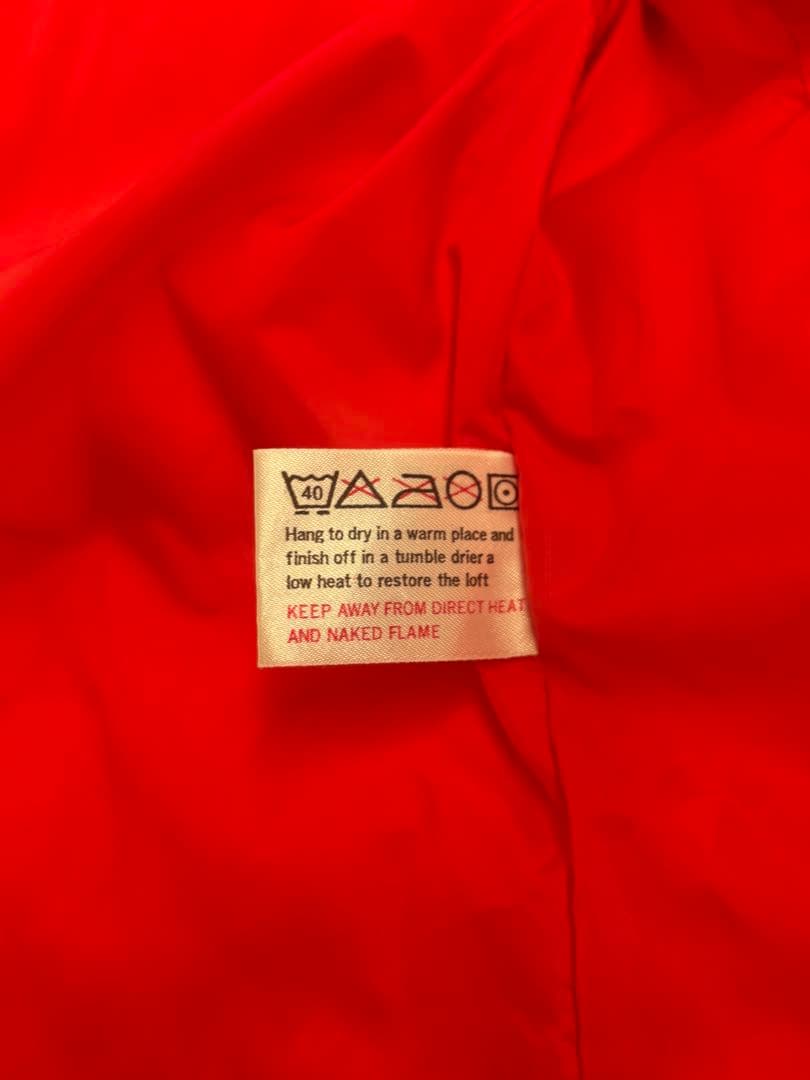 40
Hang to dry in a warm place and
finish off in a tumble drier a
low heat to restore the loft
KEEP AWAY FROM DIRECT HEAT
AND NAKED FLAME